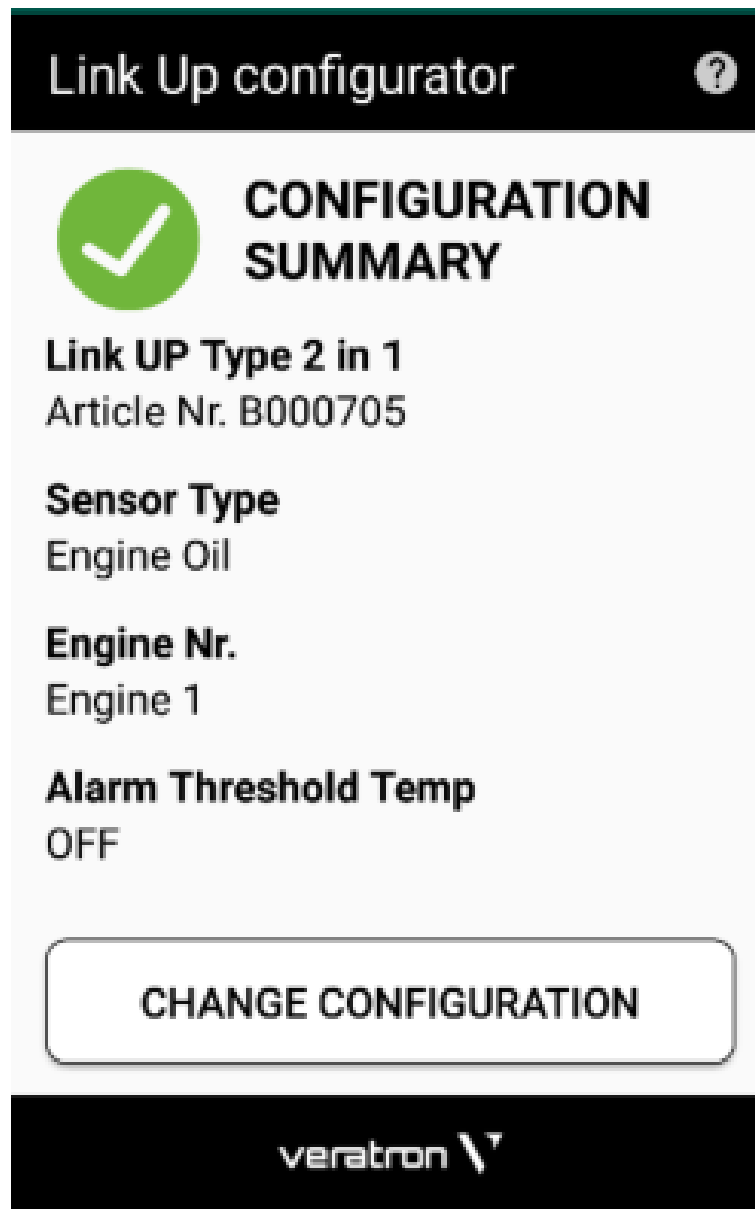 Link Up configurator ?
CONFIGURATION
SUMMARY
Link UP Type 2 in 1
Article Nr. B000705
Sensor Type
Engine Oil
Engine Nr.
Engine 1
Alarm Threshold Temp
OFF
CHANGE CONFIGURATION
veratron